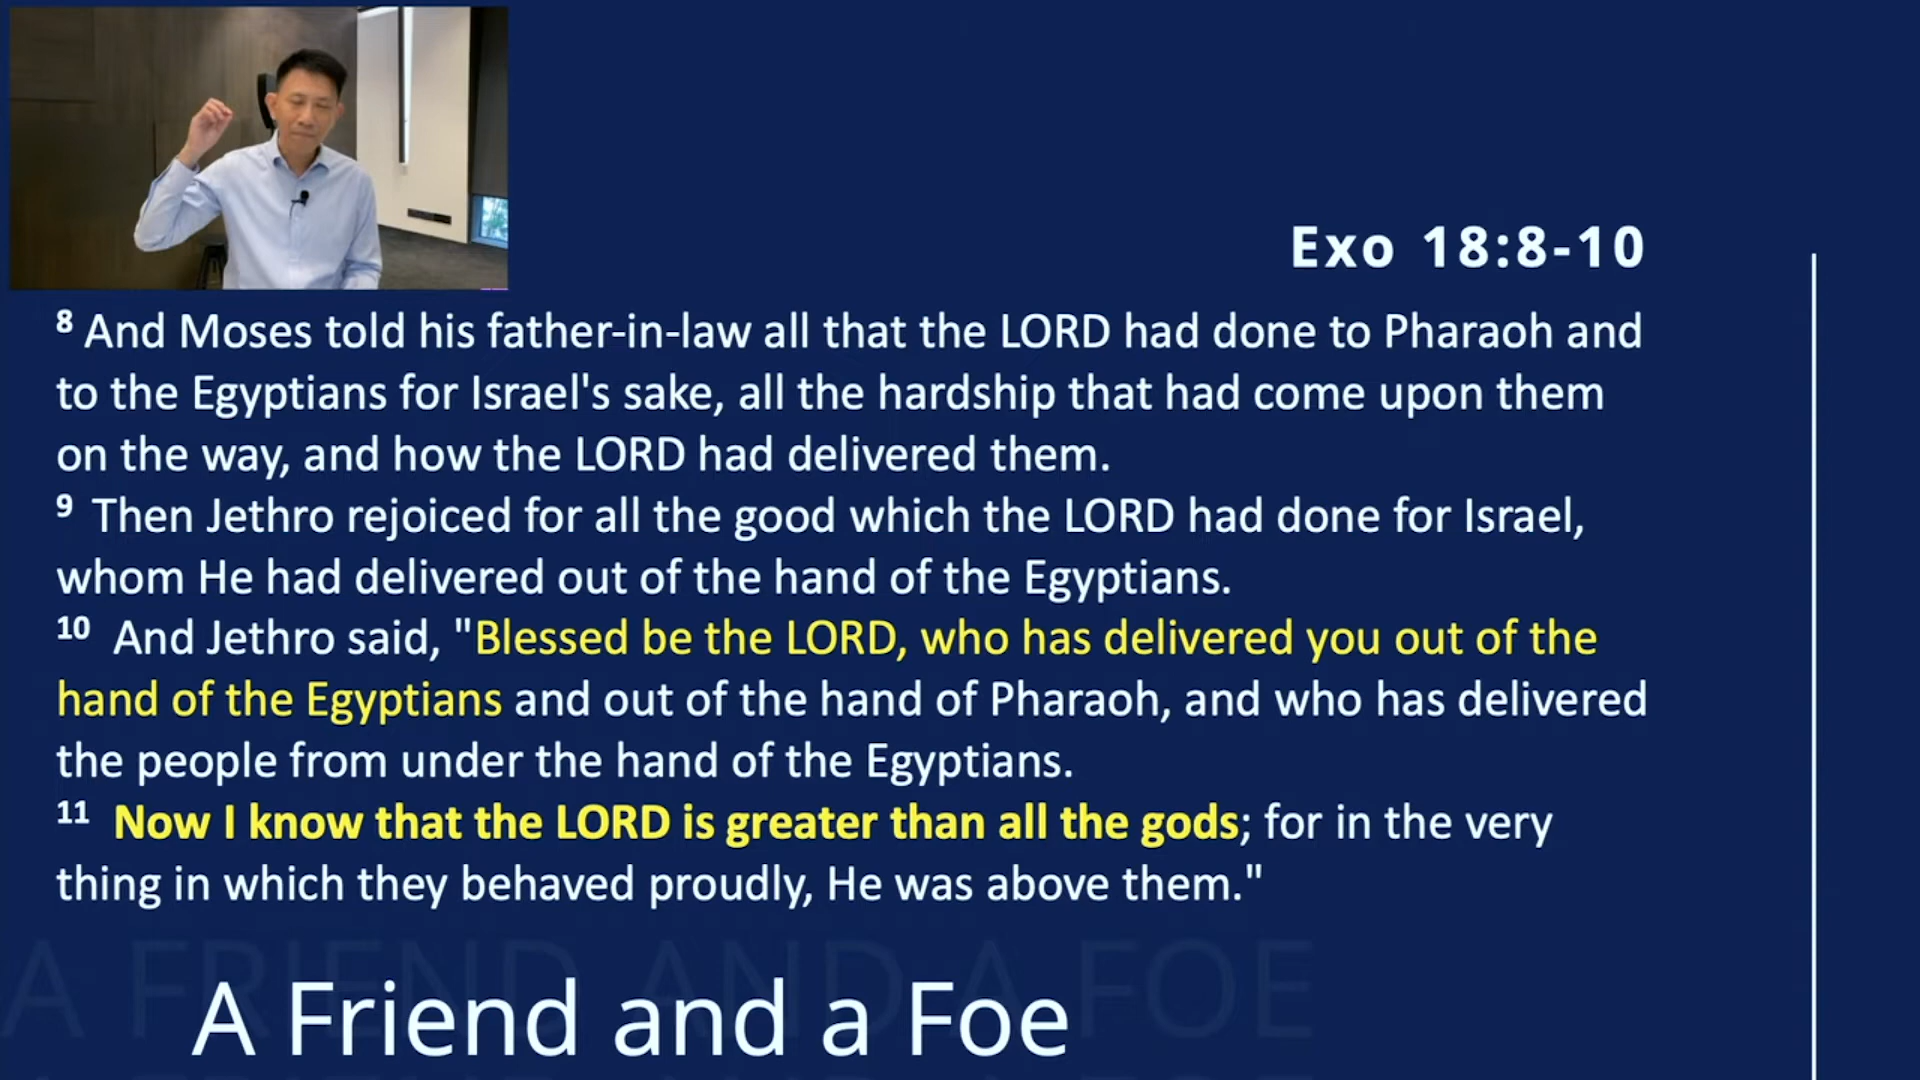 Exo 18:8-10
8 And Moses told his father-in-law all that the LORD had done to Pharaoh and
to the Egyptians for Israel's sake, all the hardship that had come upon them
on the way, and how the LORD had delivered them.
9 Then Jethro rejoiced for all the good which the LORD had done for Israel,
whom He had delivered out of the hand of the Egyptians.
10 And Jethro said, "Blessed be the LORD, who has delivered you out of the
hand of the Egyptians and out of the hand of Pharaoh, and who has delivered
the people from under the hand of the Egyptians.
11 Now I know that the LORD is greater than all the gods; for in the very
thing in which they behaved proudly, He was above them."
A FRIEND AND A FOE
A Friend and a Foe
A FRIEND AND A FOE